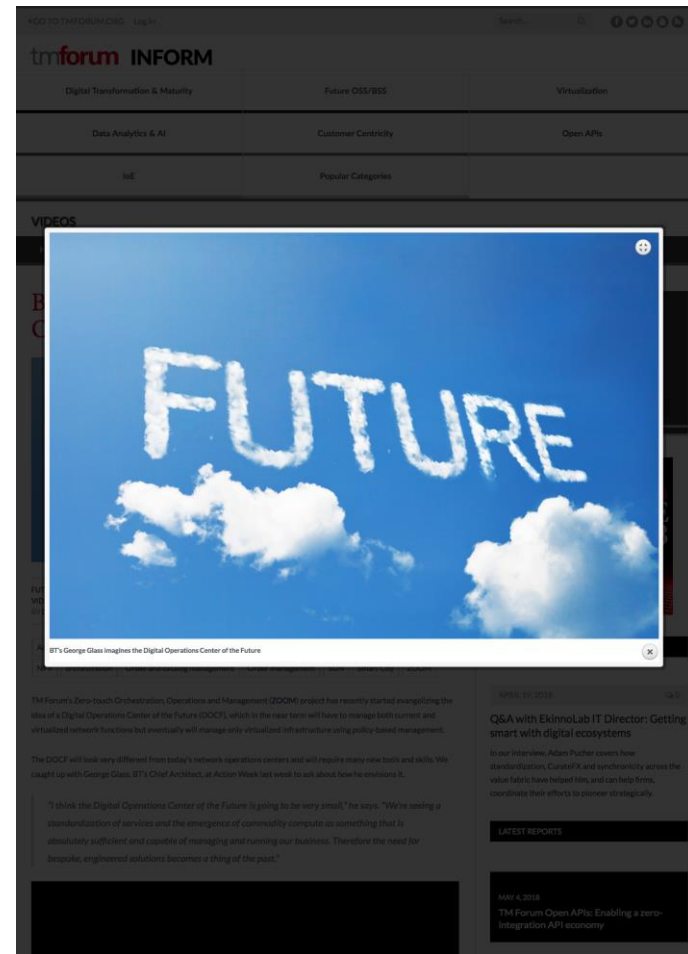 GO TO TMFORUM.ORG Log In
Search...
tmforum INFORM
Digital Transformation & Maturity
Future OSS/BSS
Virtualization
Data Analytics & AI
Customer Centricity
Open APIs
IoE
Popular Categories
VIDEOS
FUTURE
BT's George Glass imagines the Digital Operations Center of the Future
TM Forum's Zero-touch Orchestration, Operations and Management (ZOOM) project has recently started evangelizing the
idea of a Digital Operations Center of the Future (DOCF), which in the near term will have to manage both current and
virtualized network functions but eventually will manage only virtualized infrastructure using policy-based management.
The DOCF will look very different from today's network operations centers and will require many new tools and skills. We
caught up with George Glass, BT's Chief Architect, at Action Week last week to ask about how he envisions it.
"I think the Digital Operations Center of the Future is going to be very small," he says. "We're seeing a
standardization of services and the emergence of commodity compute as something that is
absolutely sufficient and capable of managing and running our business. Therefore the need for
bespoke, engineered solutions becomes a thing of the past."
APRIL 19, 2018
0
Q&A with EkinnoLab IT Director: Getting
smart with digital ecosystems
In our interview, Adam Pucher covers how
standardization, CurateFX and synchronicity across the
value fabric have helped him, and can help firms,
coordinate their efforts to pioneer strategically.
LATEST REPORTS
MAY 4, 2018
TM Forum Open APIs: Enabling a zero-
integration API economy